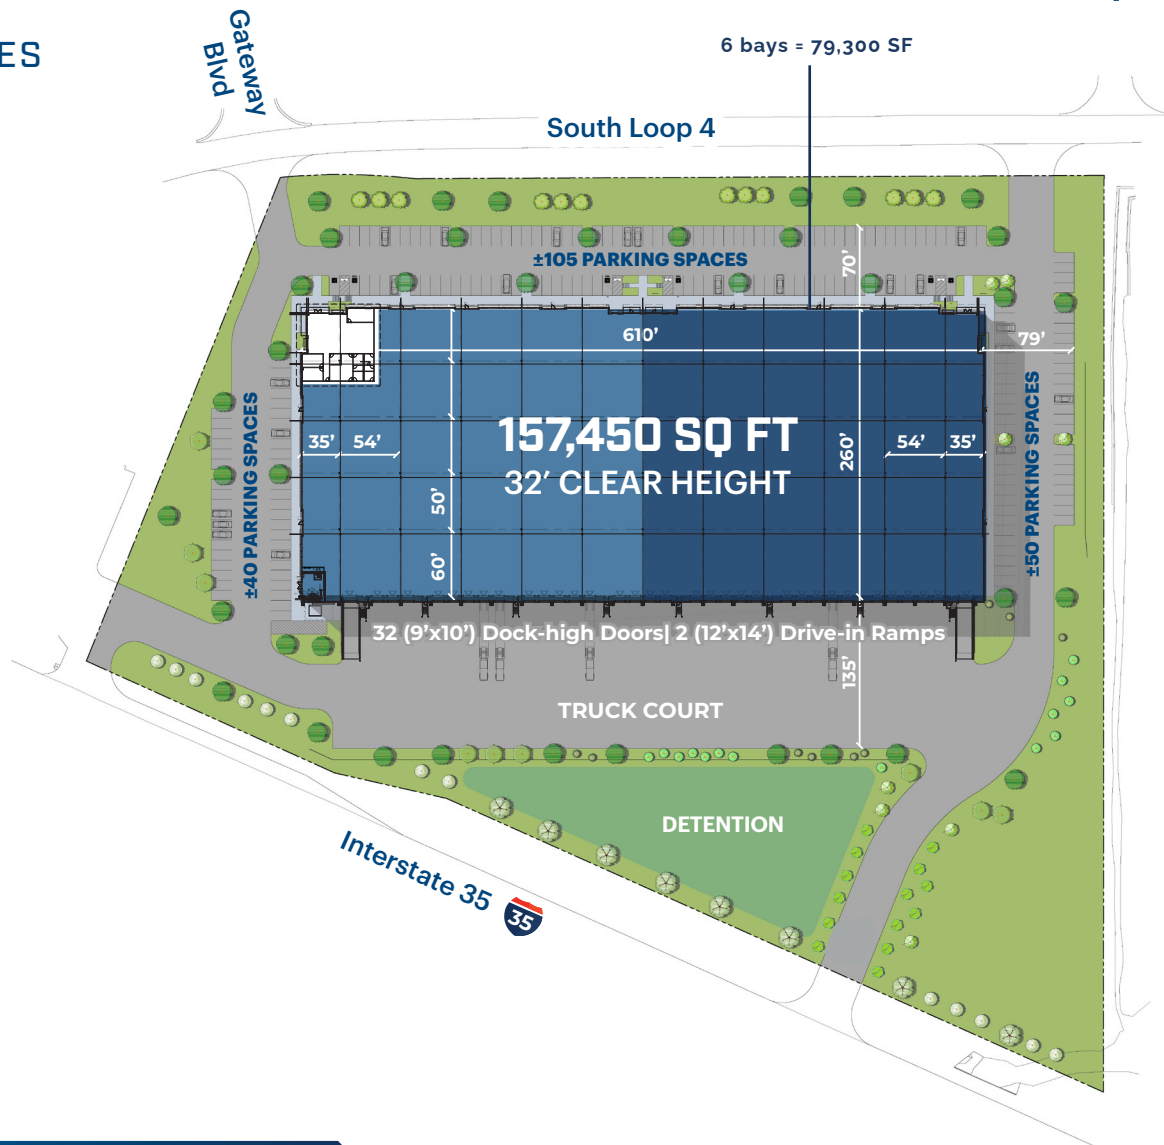 ES
Gateway
Blvd
6 bays = 79,300 SF
South Loop 4
±105 PARKING SPACES
70'
610'
79'
157,450 SQ FT
32' CLEAR HEIGHT
35'
54'
260'
54'
35'
50'
60'
±40 PARKING SPACES
±50 PARKING SPACES
32 (9'x10') Dock-high Doors| 2 (12'x14') Drive-in Ramps
135'
TRUCK COURT
DETENTION
Interstate 35
35